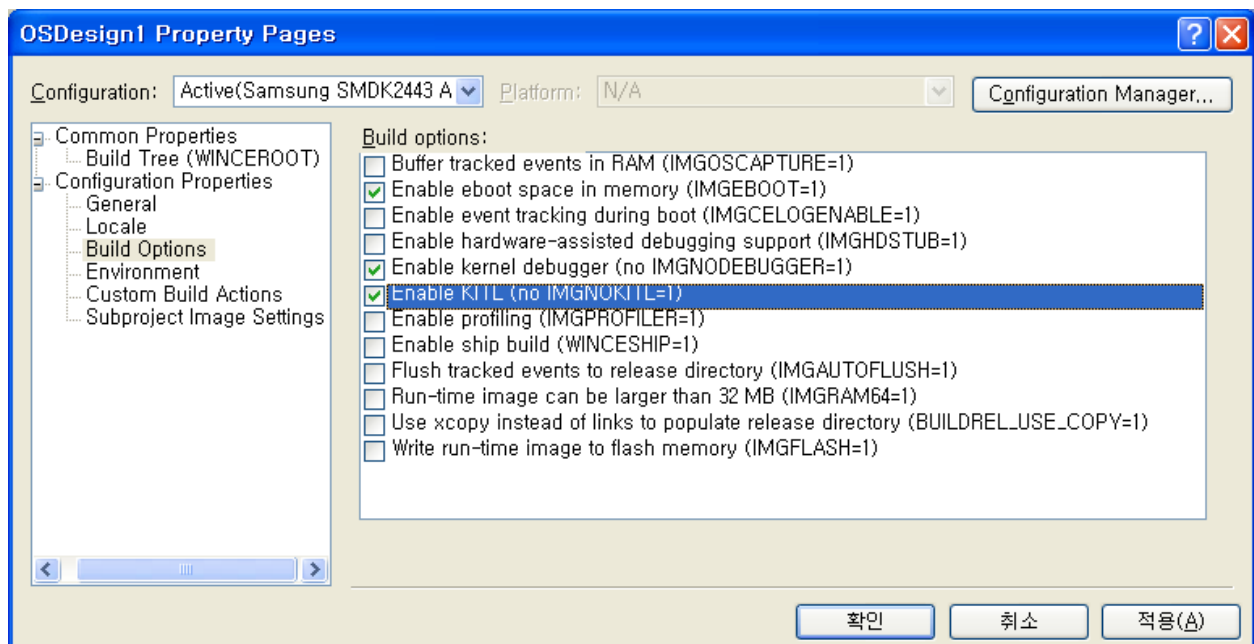 OSDesign1 Property Pages
Configuration: Active(Samsung SMDK2443 A Platform: N/A Configuration Manager...
Common Properties
Build Tree (WINCEROOT)
Configuration Properties
General
Locale
Build Options
Environment
Custom Build Actions
Subproject Image Settings
Build options:
Buffer tracked events in RAM (IMGOSCAPTURE=1)
Enable eboot space in memory (IMGEBOOT=1)
Enable event tracking during boot (IMGCELOGENABLE=1)
Enable hardware-assisted debugging support (IMGHDSTUB=1)
Enable kernel debugger (no IMGNODEBUGGER=1)
Enable KITL (no IMGNOKITL=1)
Enable profiling (IMGPROFILER=1)
Enable ship build (WINCESHIP=1)
Flush tracked events to release directory (IMGAUTOFLUSH=1)
Run-time image can be larger than 32 MB (IMGRAM64=1)
Use xcopy instead of links to populate release directory (BUILDREL_USE_COPY=1)
Write run-time image to flash memory (IMGFLASH=1)
확인 취소 적용(A)